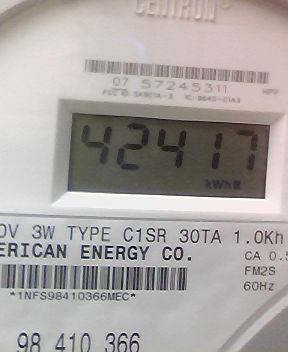 CENTRON®
07 57245311
42417
kWh
0V 3W TYPE C1SR 30TA 1.0Kh
ERICAN ENERGY CO.
CA 0.5
FM2S
60Hz
*1NFS98410366MEC*
98 410 366